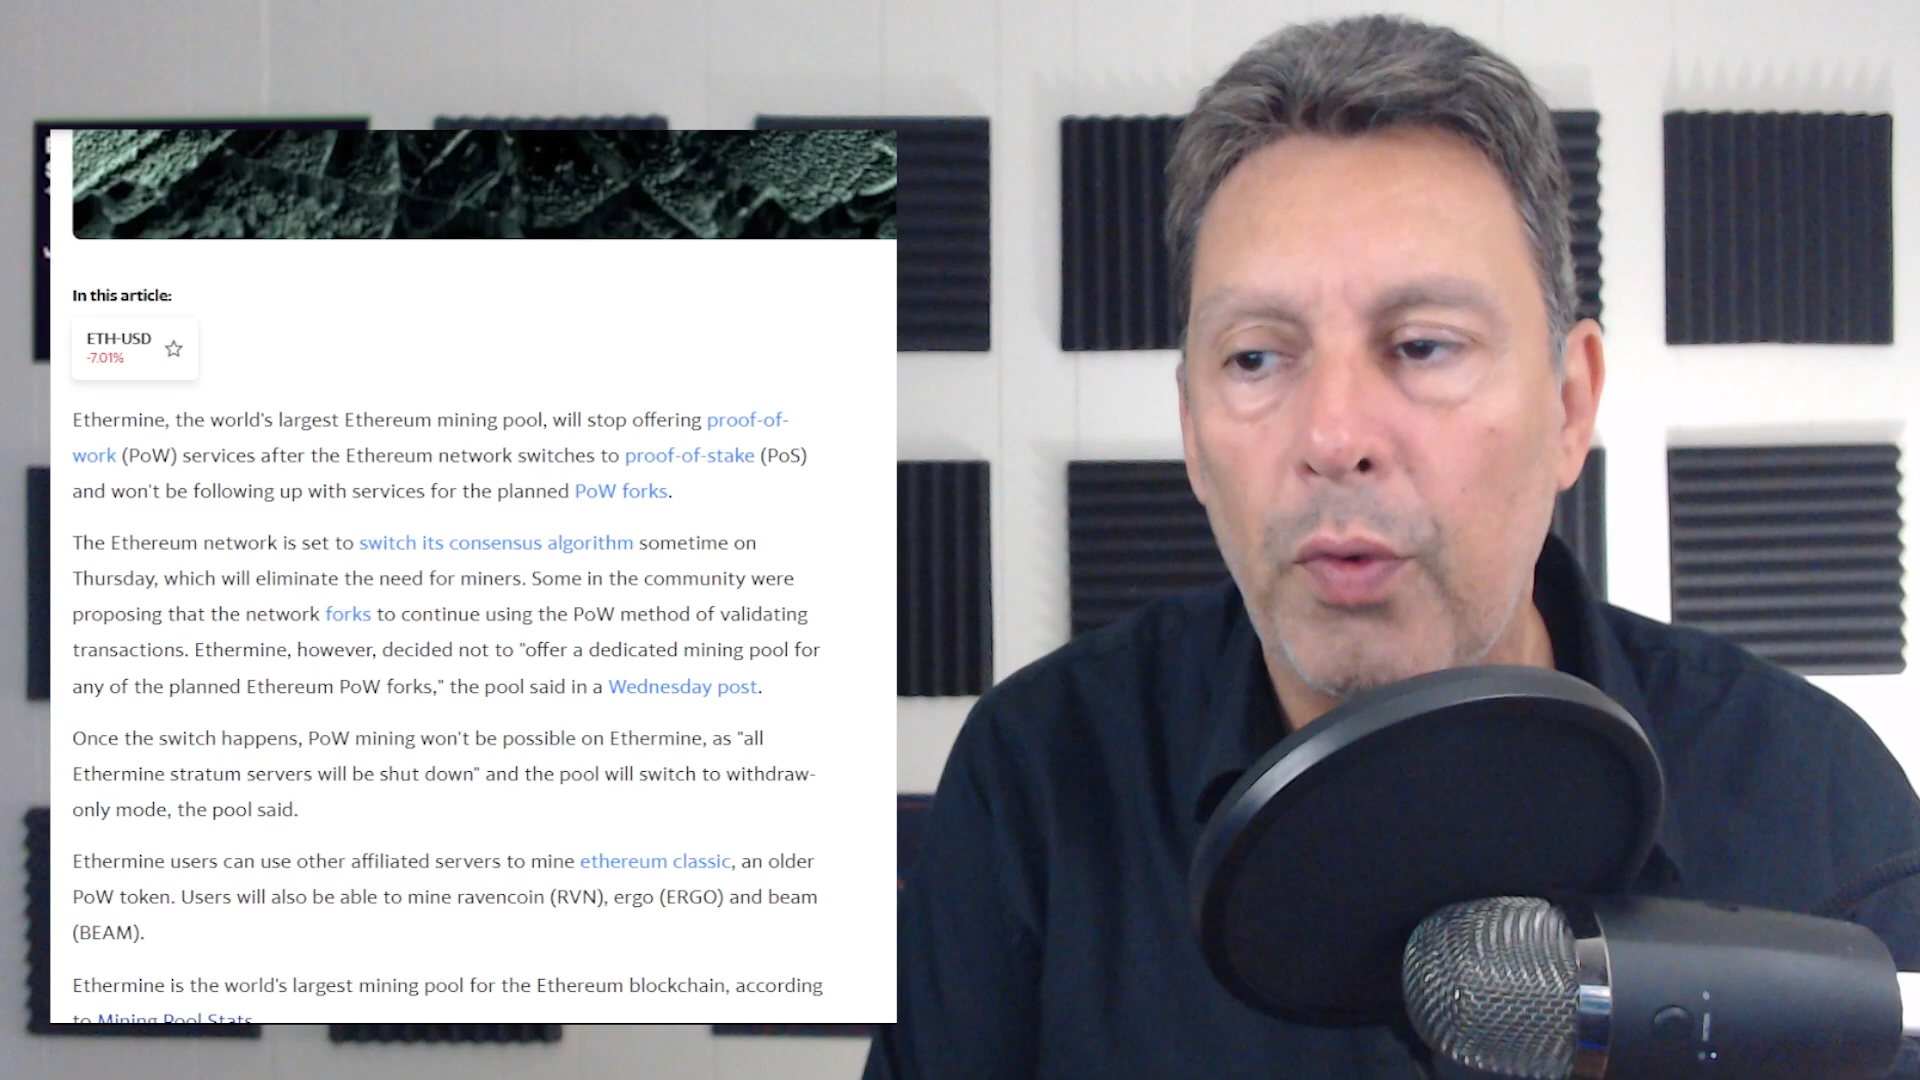 In this article:
ETH-USD
-7.01%
Ethermine, the world's largest Ethereum mining pool, will stop offering proof-of-
work (PoW) services after the Ethereum network switches to proof-of-stake (PoS)
and won't be following up with services for the planned PoW forks.
The Ethereum network is set to switch its consensus algorithm sometime on
Thursday, which will eliminate the need for miners. Some in the community were
proposing that the network forks to continue using the PoW method of validating
transactions. Ethermine, however, decided not to "offer a dedicated mining pool for
any of the planned Ethereum PoW forks," the pool said in a Wednesday post.
Once the switch happens, PoW mining won't be possible on Ethermine, as "all
Ethermine stratum servers will be shut down" and the pool will switch to withdraw-
only mode, the pool said.
Ethermine users can use other affiliated servers to mine ethereum classic, an older
PoW token. Users will also be able to mine ravencoin (RVN), ergo (ERGO) and beam
(BEAM).
Ethermine is the world's largest mining pool for the Ethereum blockchain, according
to Mining Pool Stats